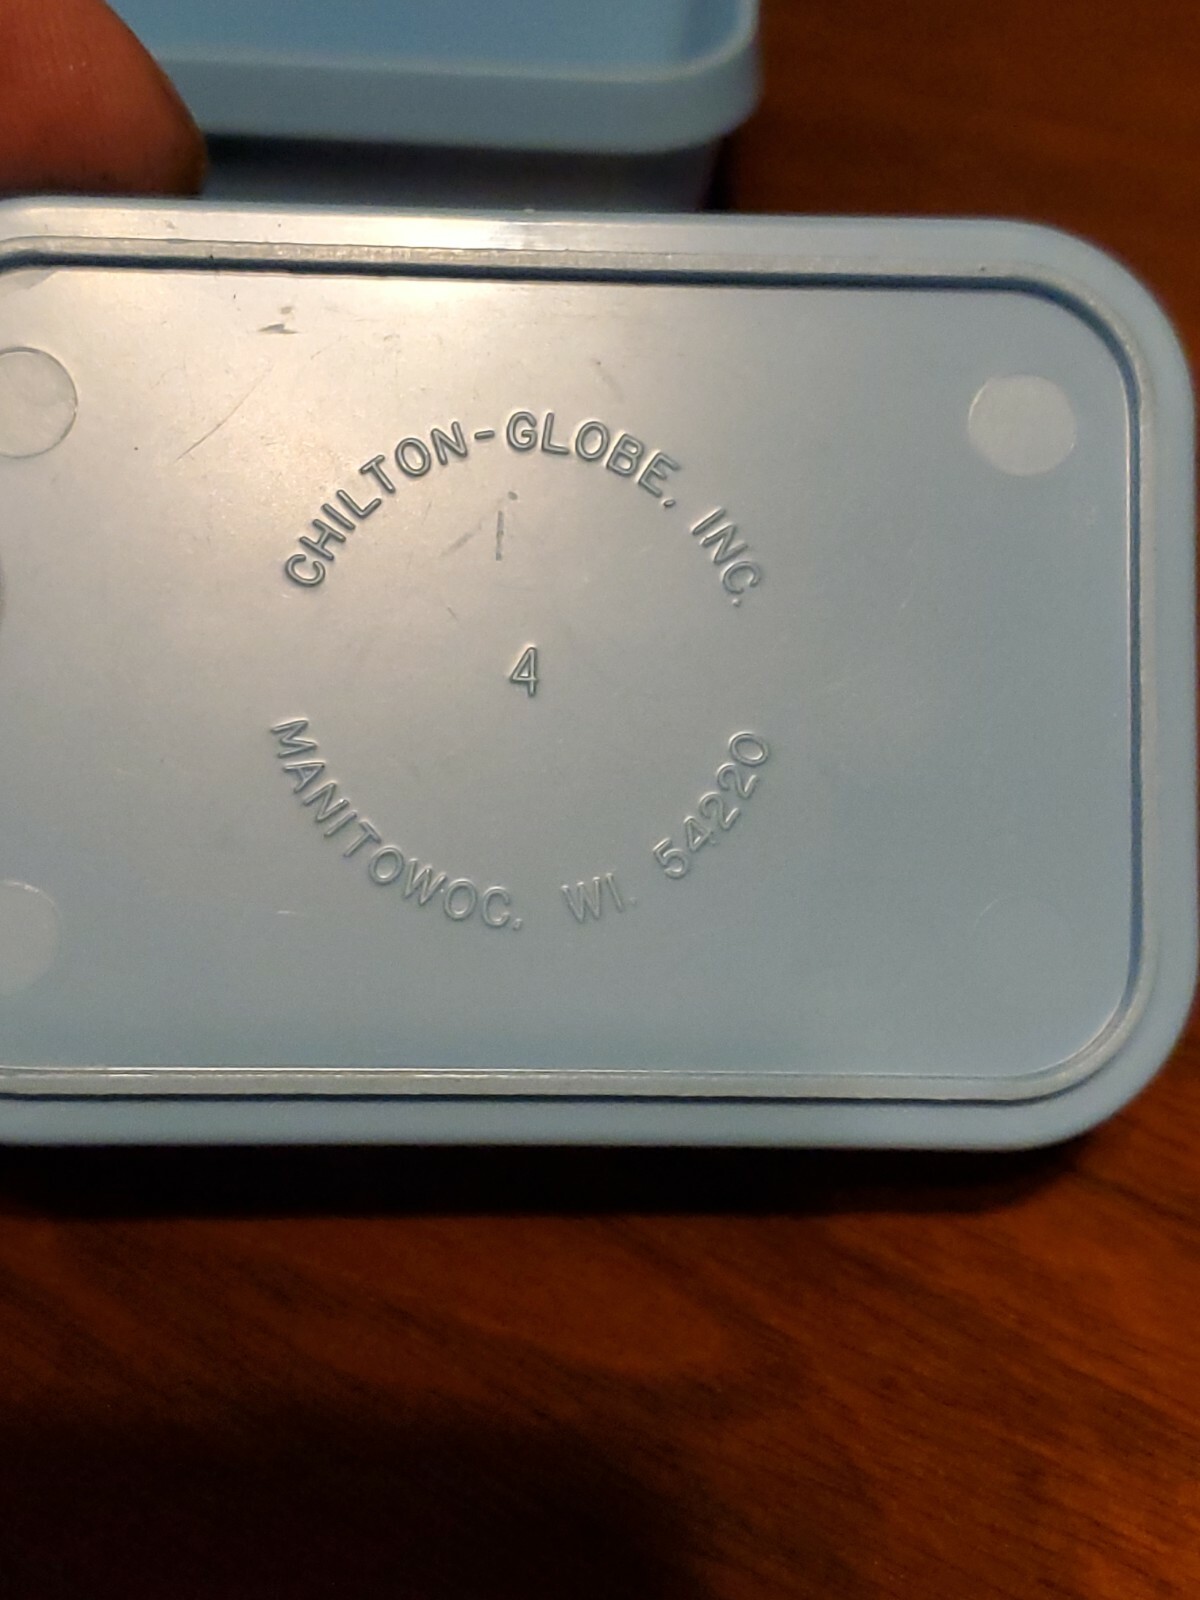 CHILTON-GLOBE, INC.
4
MANITOWOC, WI. 54220